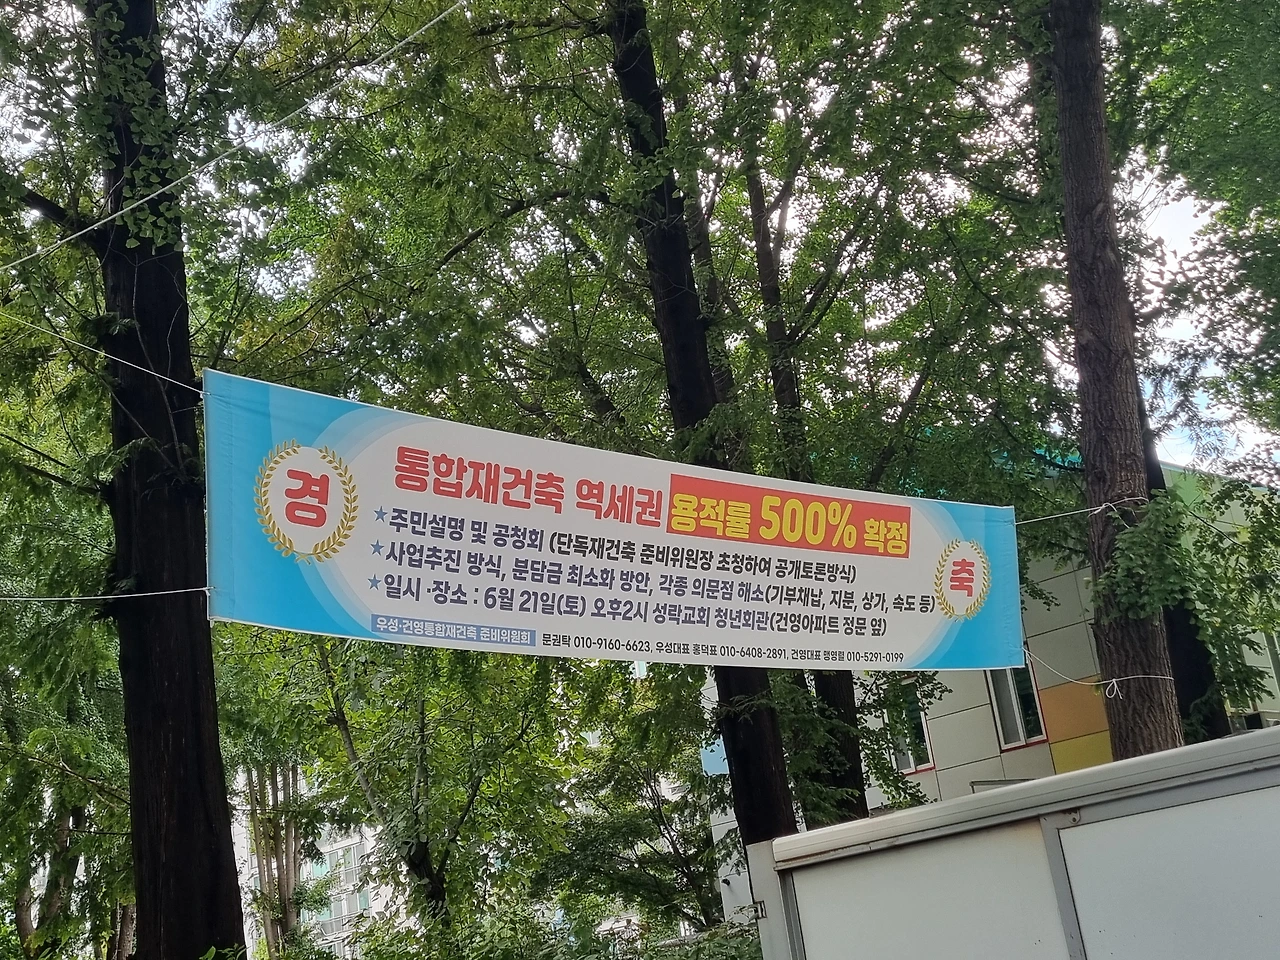 경
통합재건축 역세권 용적률 500% 확정
★주민설명 및 공청회 (단독재건축 준비위원장 초청하여 공개토론방식)
★사업추진 방식, 분담금 최소화 방안, 각종 의문점 해소(기부채납, 지분, 상가, 속도 등)
★일시·장소 : 6월 21일(토) 오후2시 성락교회 청년회관(건영아파트 정문 옆)
우성·건영통합재건축 준비위원회 문권탁 010-9160-6623, 우성대표 홍덕표 010-6408-2891, 건영대표 맹영렬 010-5291-0199
축